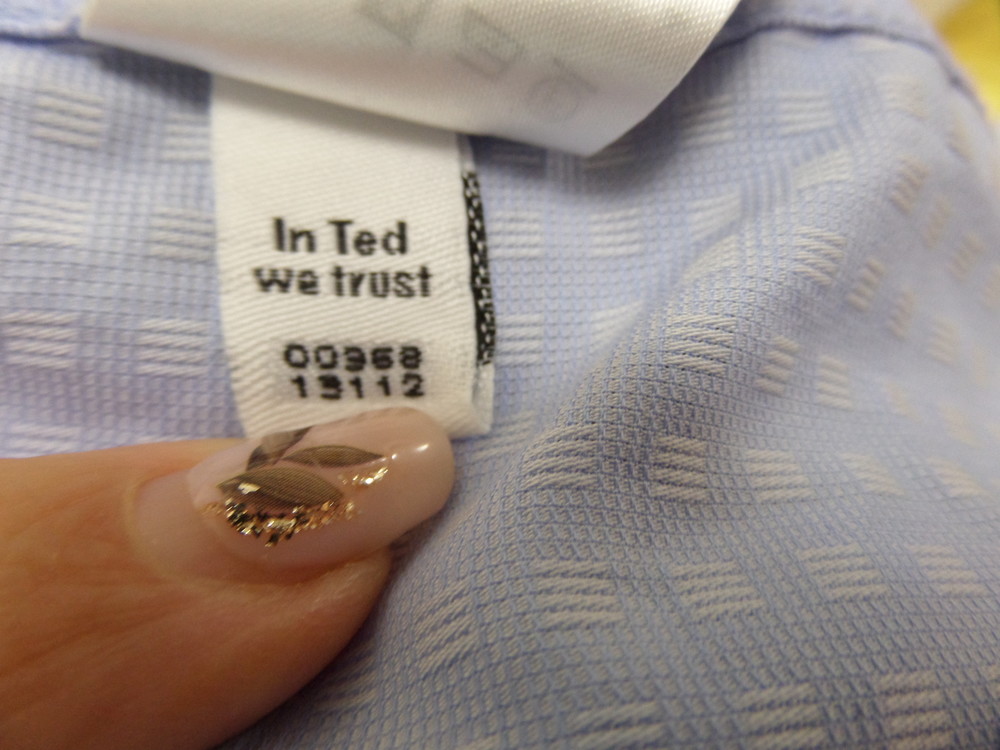 In Ted
we trust
00368
13112